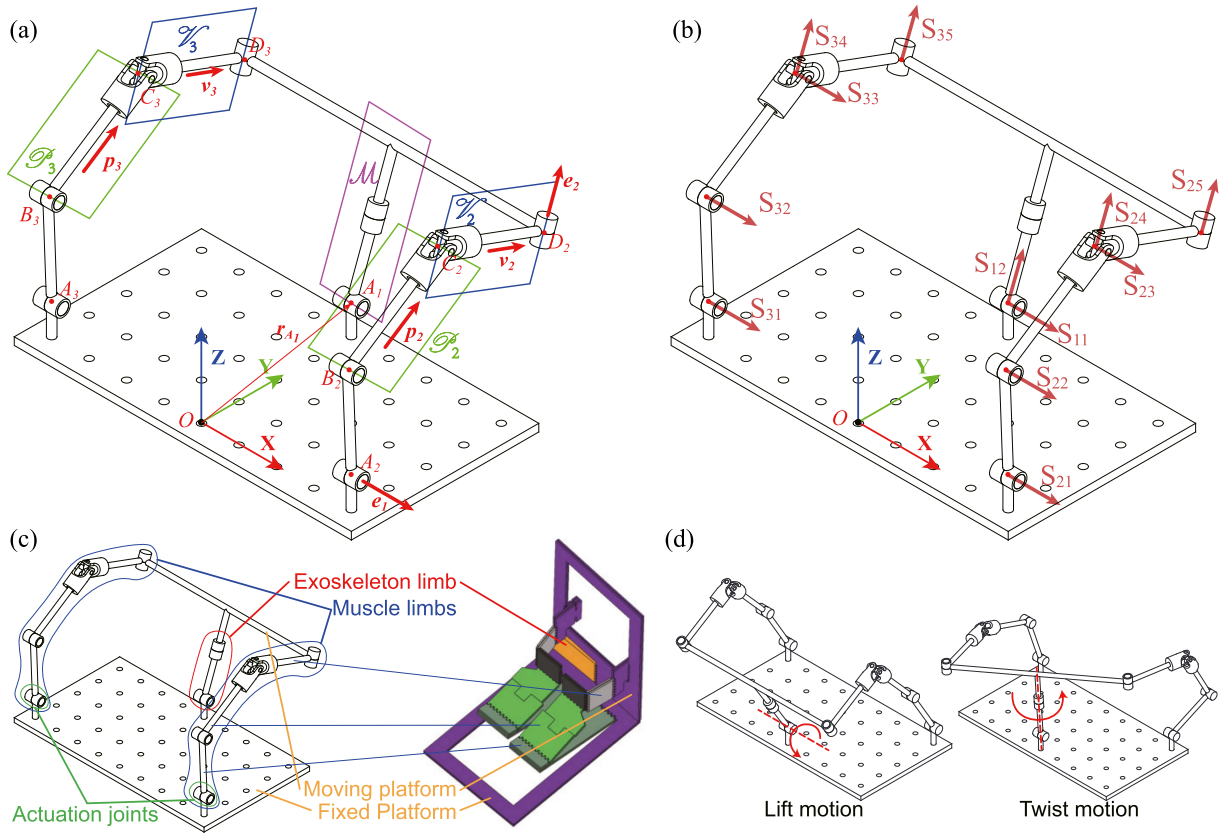 (a)
𝒱3
D3
C3
v3
𝒫3
p3
B3
ℳ
𝒱2
e2
D2
C2
v2
A3
A1
rA1
p2
𝒫2
Z
Y
B2
O
X
A2
e1
(b)
S34
S35
S33
S32
S25
S24
S12
S23
S31
S11
Z
Y
S22
O
X
S21
(c)
Exoskeleton limb
Muscle limbs
Moving platform
Fixed Platform
Actuation joints
(d)
Lift motion
Twist motion